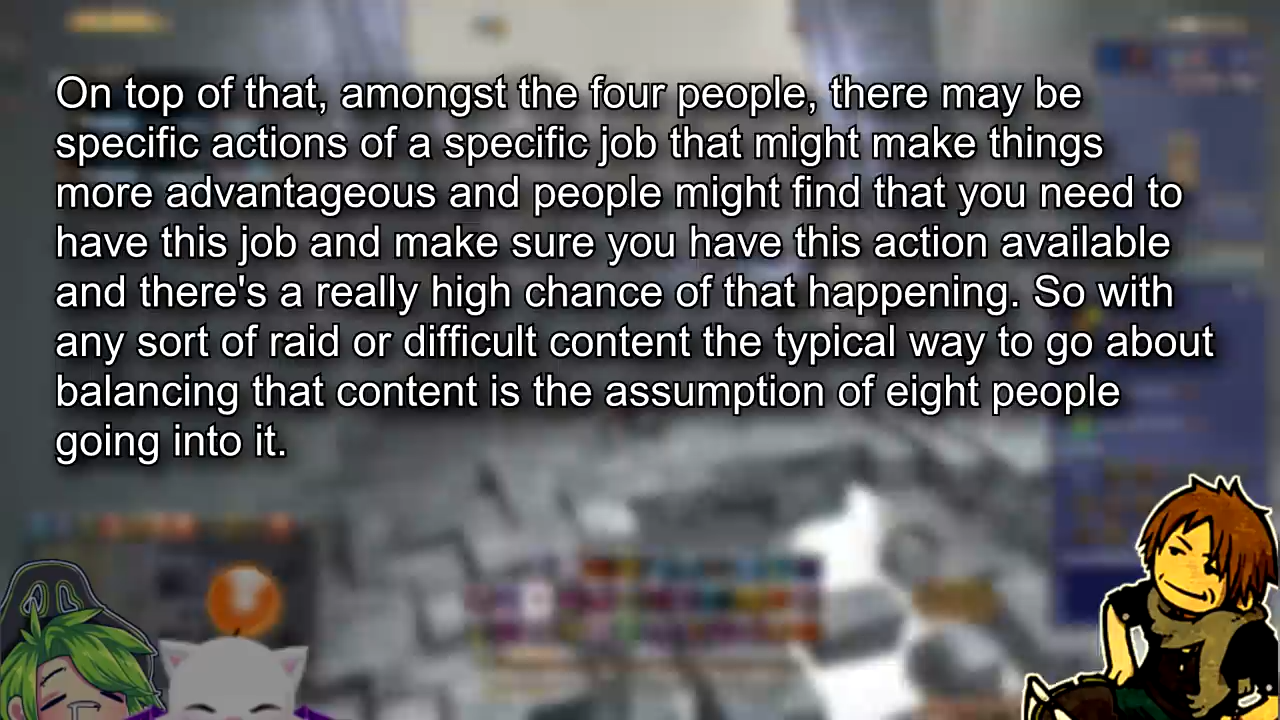 On top of that, amongst the four people, there may be
specific actions of a specific job that might make things
more advantageous and people might find that you need to
have this job and make sure you have this action available
and there's a really high chance of that happening. So with
any sort of raid or difficult content the typical way to go about
balancing that content is the assumption of eight people
going into it.